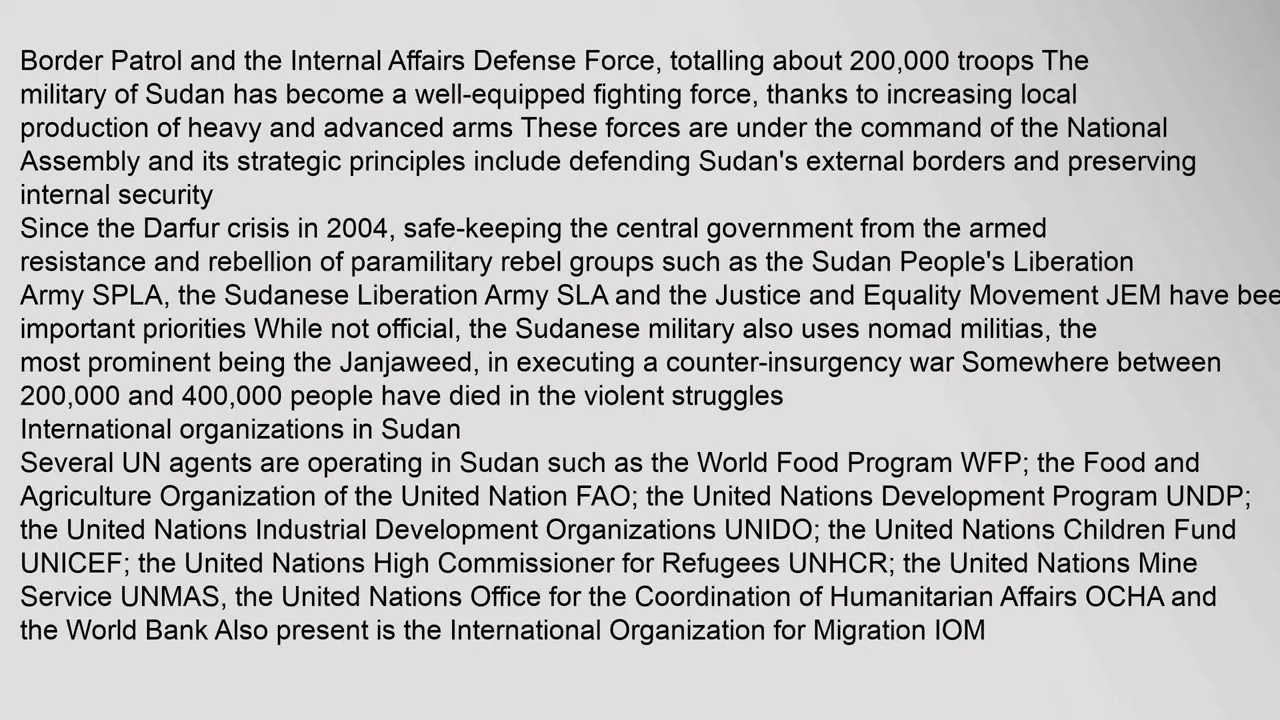 Border Patrol and the Internal Affairs Defense Force, totalling about 200,000 troops The
military of Sudan has become a well-equipped fighting force, thanks to increasing local
production of heavy and advanced arms These forces are under the command of the National
Assembly and its strategic principles include defending Sudan's external borders and preserving
internal security
Since the Darfur crisis in 2004, safe-keeping the central government from the armed
resistance and rebellion of paramilitary rebel groups such as the Sudan People's Liberation
Army SPLA, the Sudanese Liberation Army SLA and the Justice and Equality Movement JEM have bee
important priorities While not official, the Sudanese military also uses nomad militias, the
most prominent being the Janjaweed, in executing a counter-insurgency war Somewhere between
200,000 and 400,000 people have died in the violent struggles
International organizations in Sudan
Several UN agents are operating in Sudan such as the World Food Program WFP; the Food and
Agriculture Organization of the United Nation FAO; the United Nations Development Program UNDP;
the United Nations Industrial Development Organizations UNIDO; the United Nations Children Fund
UNICEF; the United Nations High Commissioner for Refugees UNHCR; the United Nations Mine
Service UNMAS, the United Nations Office for the Coordination of Humanitarian Affairs OCHA and
the World Bank Also present is the International Organization for Migration IOM